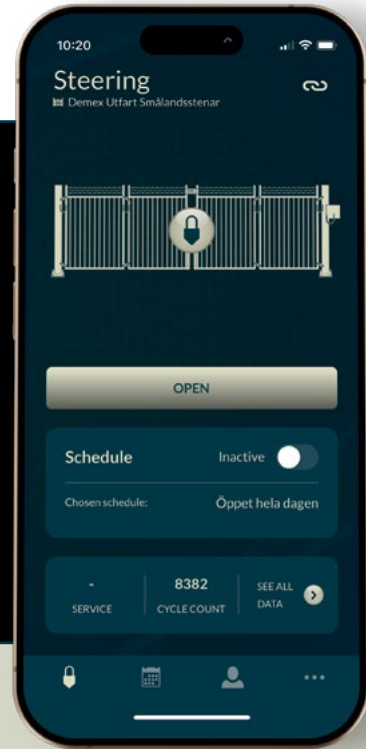 10:20
Steering
Demex Utfart Smålandsstenar
OPEN
Schedule
Inactive
Chosen schedule:
Öppet hela dagen
-
SERVICE
8382
CYCLE COUNT
SEE ALL
DATA